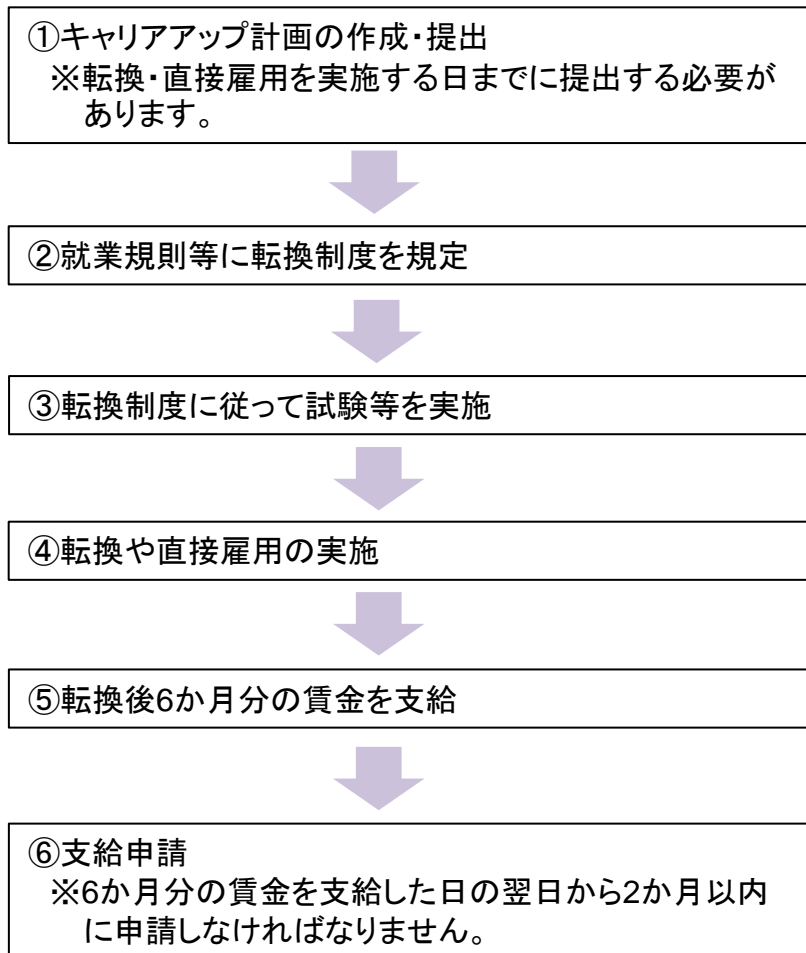 ①キャリアアップ計画の作成・提出
※転換・直接雇用を実施する日までに提出する必要が
あります。
②就業規則等に転換制度を規定
③転換制度に従って試験等を実施
④転換や直接雇用の実施
⑤転換後6か月分の賃金を支給
⑥支給申請
※6か月分の賃金を支給した日の翌日から2か月以内
に申請しなければなりません。